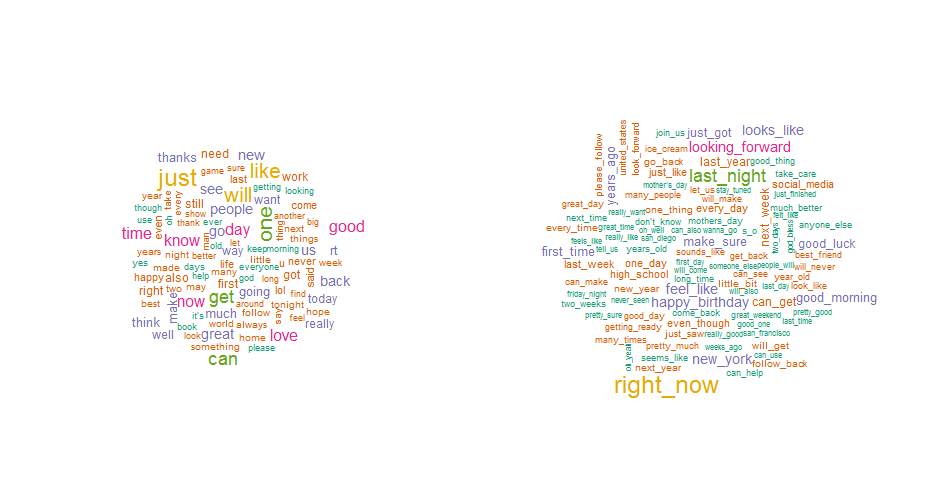 thanks need new
game sure like work
just last
year see will want getting looking
though oh take every still people one another come
use show ever thing next big
time even know man go day good
old let things
years night way keep morning us rt
better little never week
yes made days help many everyone u
happy also god got said back
right two may first going lol find
best make now get around tonight say today
it's much follow feel hope
think book world always really
well look great home love
something please
can
please_follow united_states look_forward join_us just_got looks_like
years_ago ice_cream looking_forward
go_back last_year good_thing
just_like last_night take_care
mother's_day let_us stay_tuned social_media
many_people will_make just_finished
great_day really_want one_thing every_day next_week much_better
next_time great_time felt_like
every_time oh_well can_also wanna_go s_o two_days god_bless anyone_else
don't_know mothers_day
feels_like really_like san_diego make_sure good_luck
first_time tell_us years_old sounds_like get_back best_friend
last_week one_day first_day someone_else people_will will_never
high_school will_come can_see year_old
can_make long_time little_bit last_day look_like
friday_night new_year feel_like will_also
two_weeks never_seen happy_birthday can_get good_morning
pretty_sure good_day come_back great_weekend pretty_good
getting_ready even_though good_one last_time
many_times just_saw really_good san_francisco
oh_yeah pretty_much weeks_ago will_get
seems_like new_york can_use
next_year follow_back
can_help
right_now